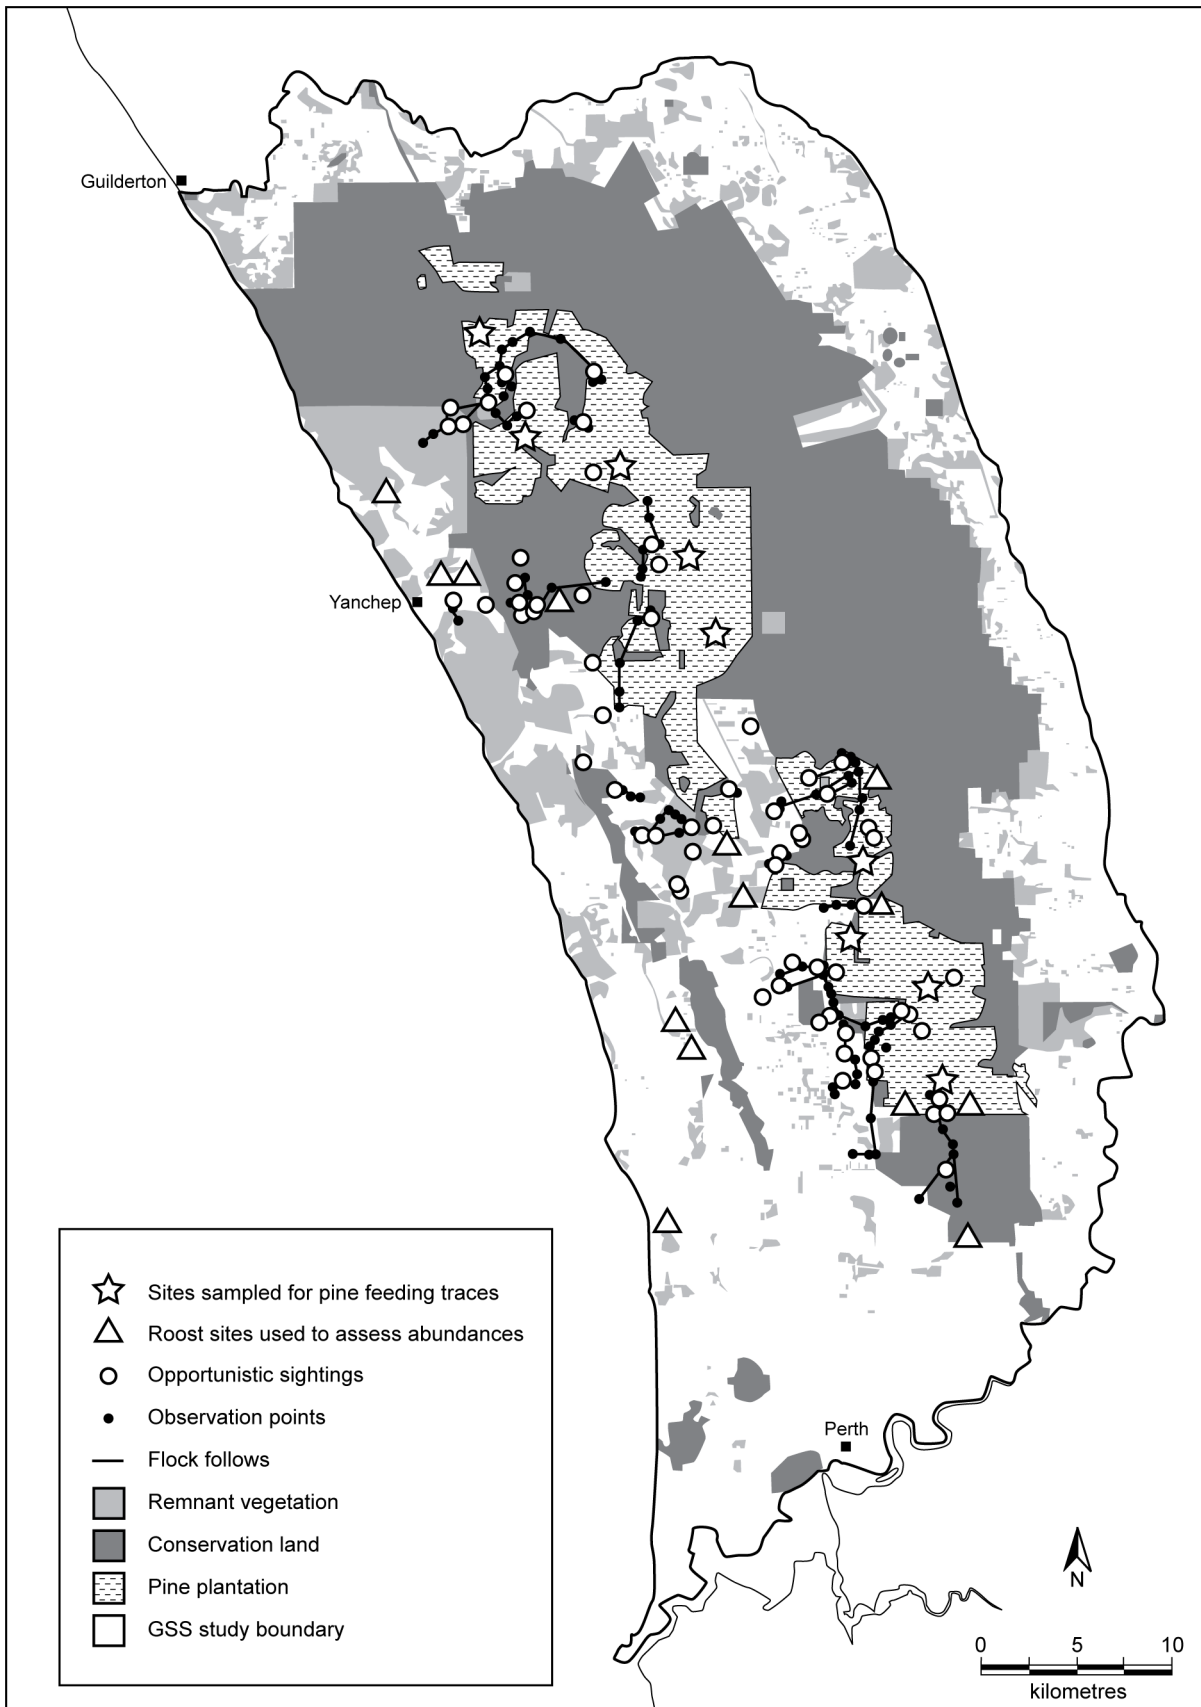 Guilderton
Yanchep
Sites sampled for pine feeding traces
Roost sites used to assess abundances
Opportunistic sightings
Observation points
Flock follows
Remnant vegetation
Conservation land
Pine plantation
GSS study boundary
Perth
N
0 5 10
kilometres